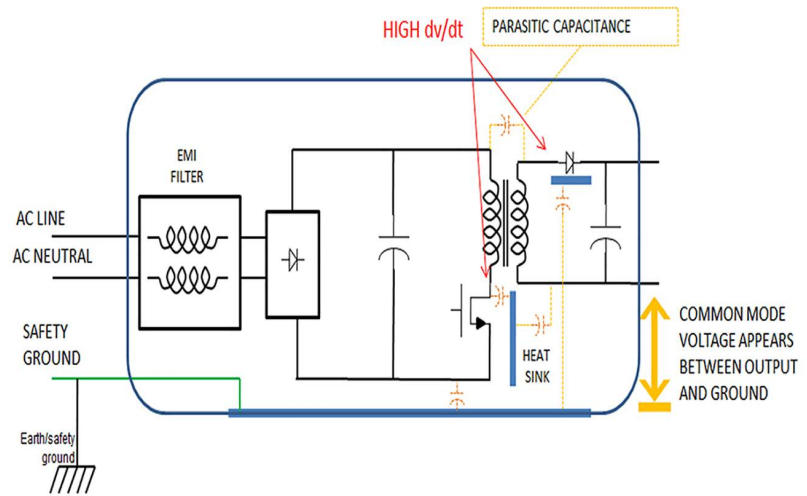 HIGH dv/dt
PARASITIC CAPACITANCE
EMI
FILTER
AC LINE
AC NEUTRAL
SAFETY
GROUND
HEAT
SINK
COMMON MODE
VOLTAGE APPEARS
BETWEEN OUTPUT
AND GROUND
Earth/safety
ground